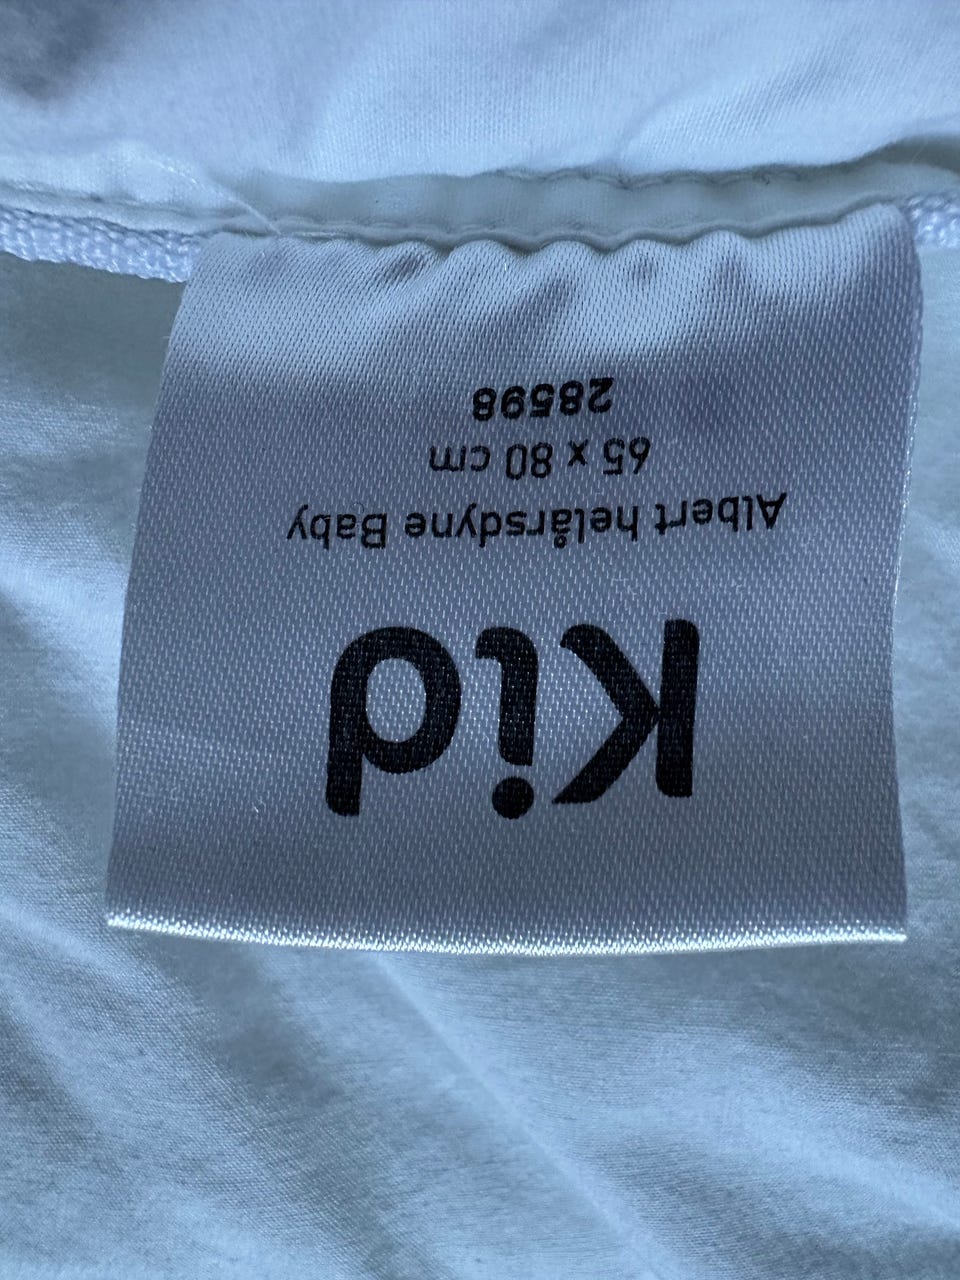 Kid
Albert helårsdyne Baby
65 x 80 cm
28598